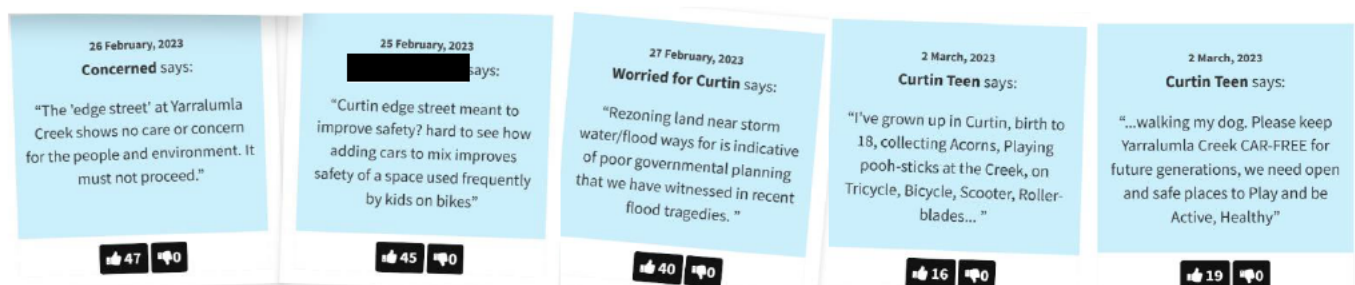 26 February, 2023
Concerned says:
“The 'edge street' at Yarralumla
Creek shows no care or concern
for the people and environment. It
must not proceed.”
47 0
25 February, 2023
says:
“Curtin edge street meant to
improve safety? hard to see how
adding cars to mix improves
safety of a space used frequently
by kids on bikes”
45 0
27 February, 2023
Worried for Curtin says:
“Rezoning land near storm
water/flood ways for is indicative
of poor governmental planning
that we have witnessed in recent
flood tragedies. ”
40 0
2 March, 2023
Curtin Teen says:
“I've grown up in Curtin, birth to
18, collecting Acorns, Playing
pooh-sticks at the Creek, on
Tricycle, Bicycle, Scooter, Roller-
blades... ”
16 0
2 March, 2023
Curtin Teen says:
“...walking my dog. Please keep
Yarralumla Creek CAR-FREE for
future generations, we need open
and safe places to Play and be
Active, Healthy”
19 0